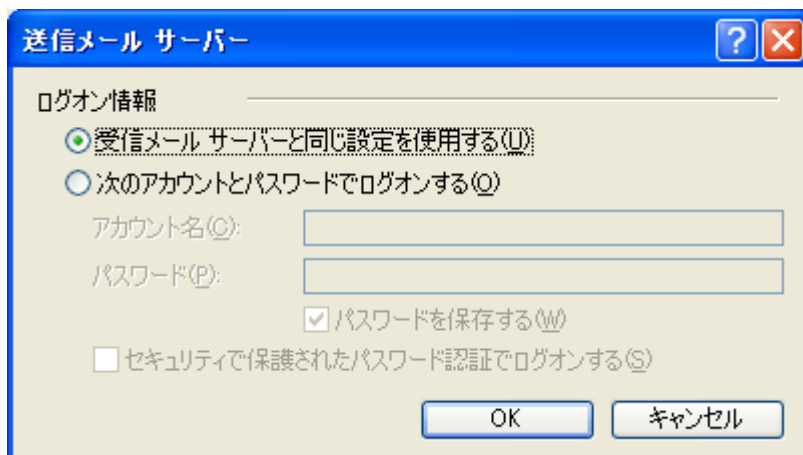 送信メール サーバー
ログオン情報
受信メール サーバーと同じ設定を使用する(U)
次のアカウントとパスワードでログオンする(O)
アカウント名(C):
パスワード(P):
パスワードを保存する(W)
セキュリティで保護されたパスワード認証でログオンする(S)
OK キャンセル